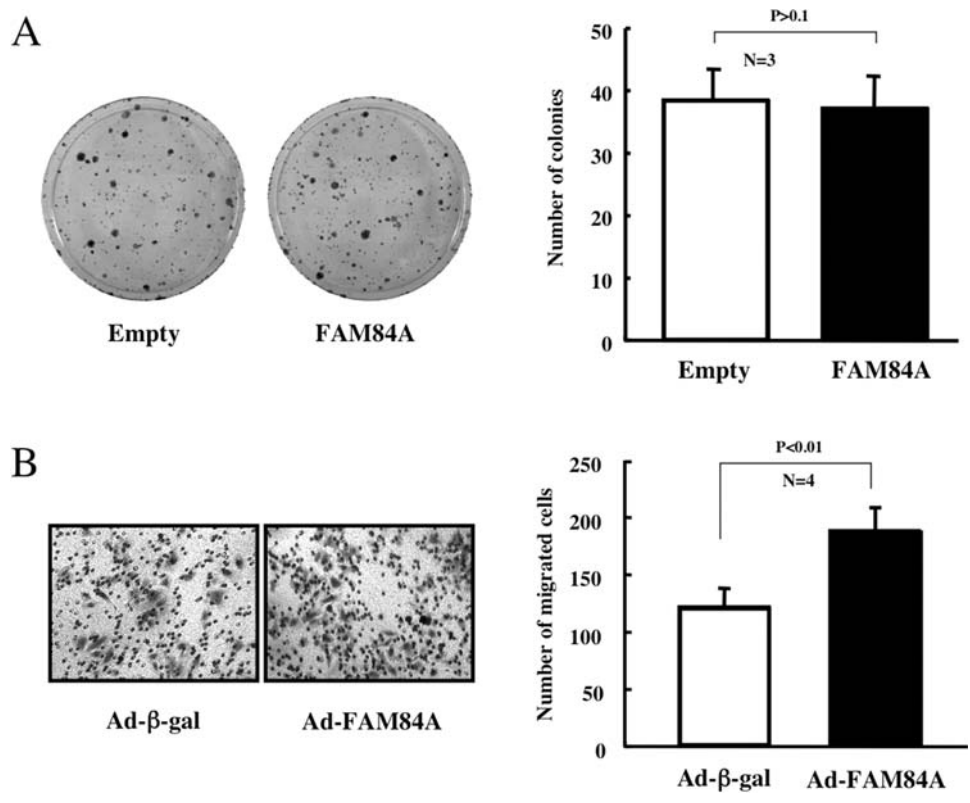 A
Empty
FAM84A
P>0.1
N=3
50
40
30
20
10
0
Number of colonies
Empty
FAM84A
B
Ad-β-gal
Ad-FAM84A
P<0.01
N=4
250
200
150
100
50
0
Number of migrated cells
Ad-β-gal
Ad-FAM84A